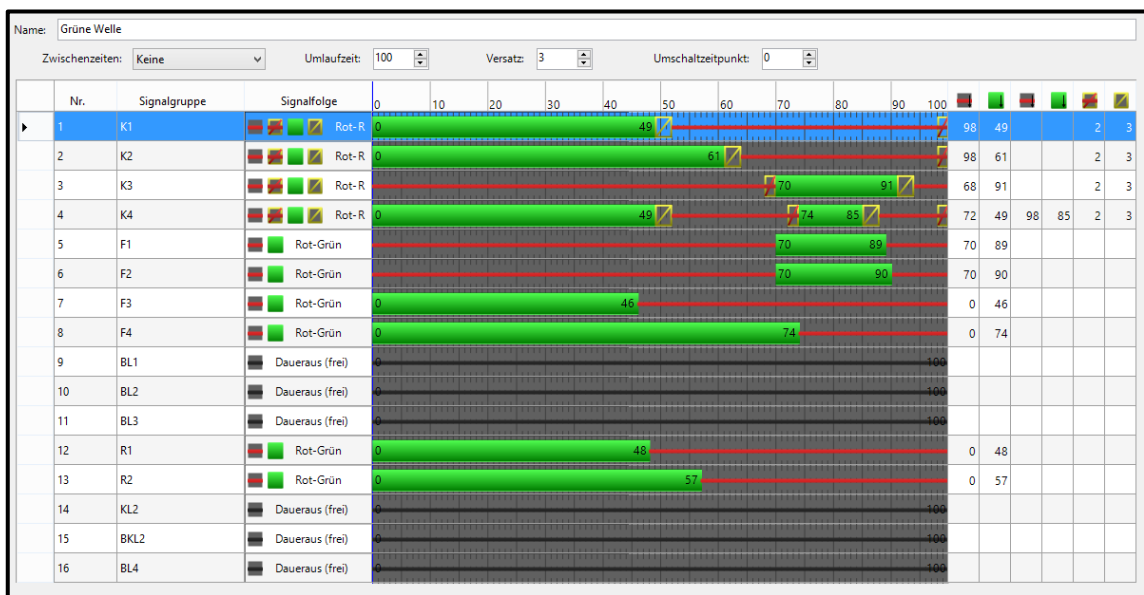 Name: Grüne Welle
Zwischenzeiten: Keine Umlaufzeit: 100 Versatz: 3 Umschaltzeitpunkt: 0
Nr. Signalgruppe Signalfolge 0 10 20 30 40 50 60 70 80 90 100
1 K1 Rot-R 0 49 98 49 2 3
2 K2 Rot-R 0 61 98 61 2 3
3 K3 Rot-R 70 91 68 91 2 3
4 K4 Rot-R 0 49 74 85 72 49 98 85 2 3
5 F1 Rot-Grün 70 89 70 89
6 F2 Rot-Grün 70 90 70 90
7 F3 Rot-Grün 0 46 0 46
8 F4 Rot-Grün 0 74 0 74
9 BL1 Daueraus (frei) 0 100
10 BL2 Daueraus (frei) 0 100
11 BL3 Daueraus (frei) 0 100
12 R1 Rot-Grün 0 48 0 48
13 R2 Rot-Grün 0 57 0 57
14 KL2 Daueraus (frei) 0 100
15 BKL2 Daueraus (frei) 0 100
16 BL4 Daueraus (frei) 0 100